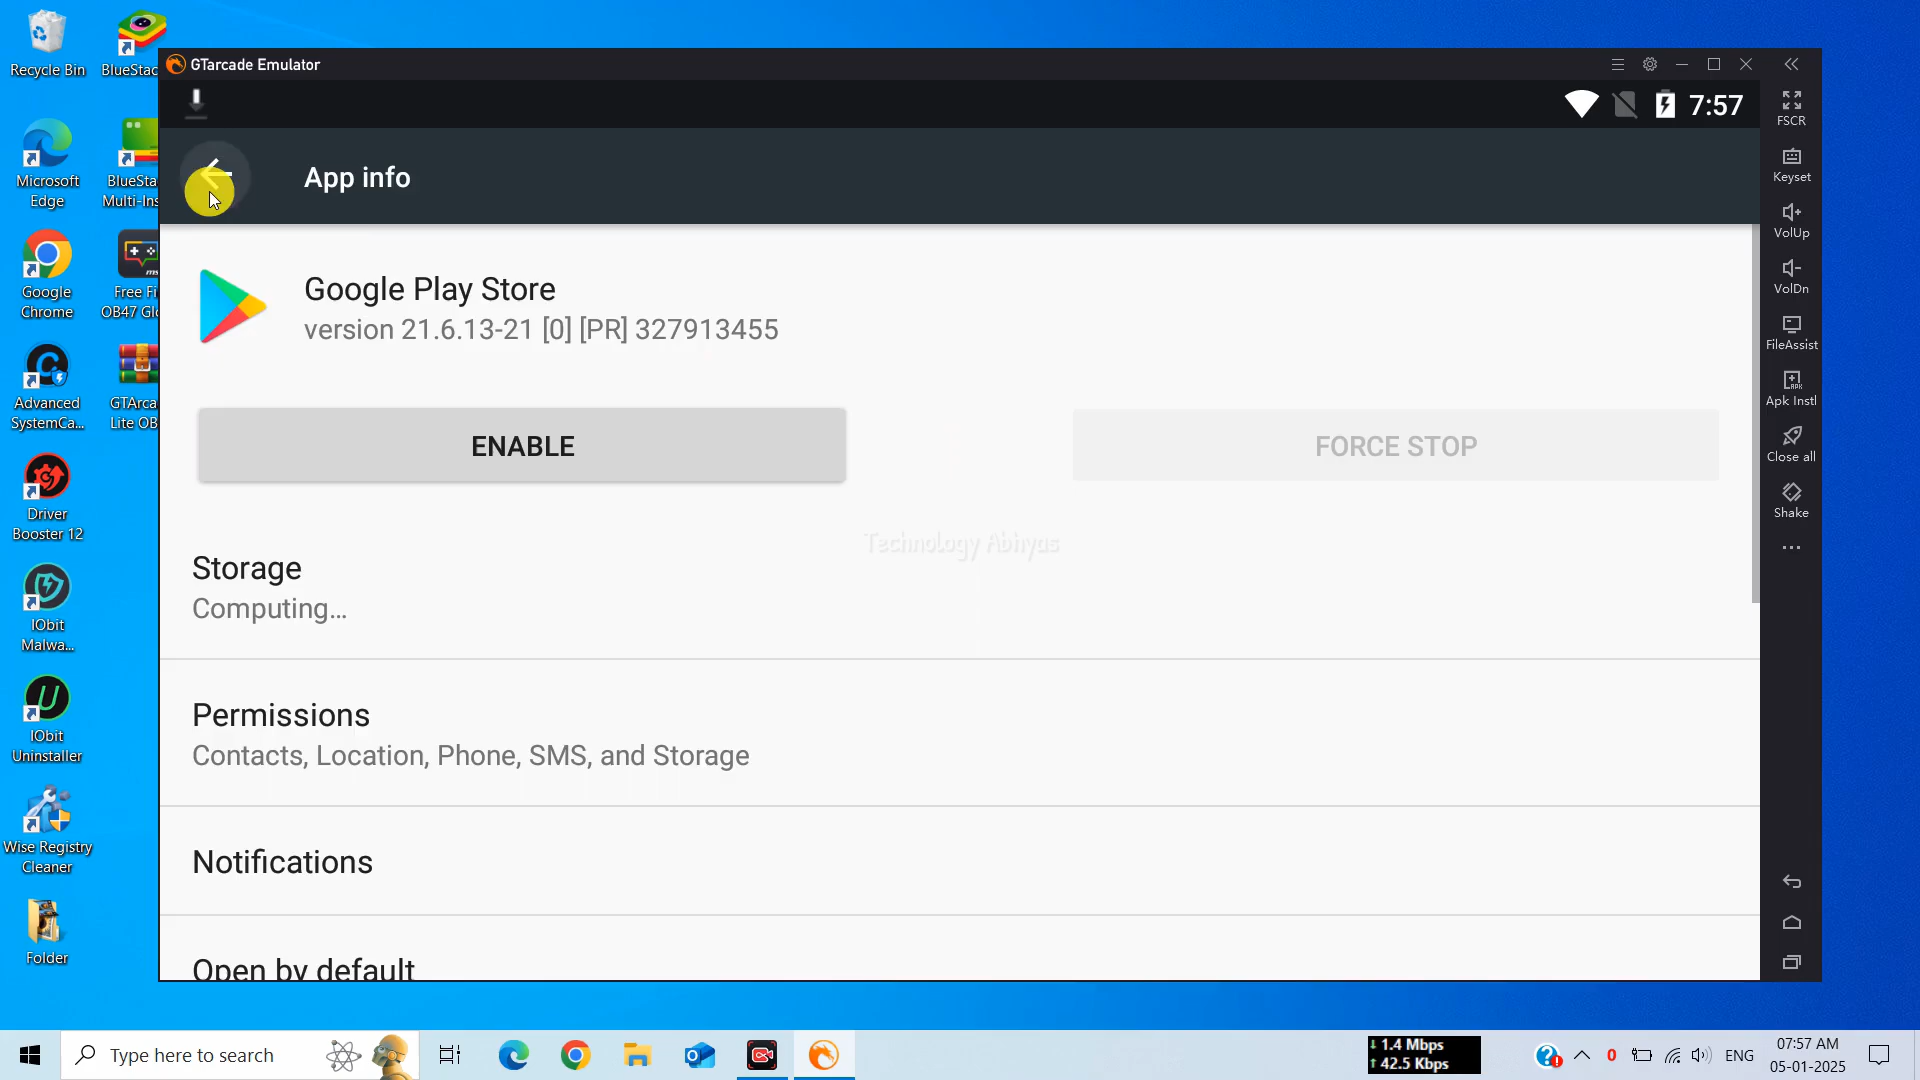 Recycle Bin
BlueStac
Microsoft
Edge
BlueSta
Multi-Ins
Google
Chrome
Free Fi
OB47 Glo
Advanced
SystemCa...
GTArca
Lite OB
Driver
Booster 12
IObit
Malwa...
IObit
Uninstaller
Wise Registry
Cleaner
Folder
GTarcade Emulator
7:57
App info
Google Play Store
version 21.6.13-21 [0] [PR] 327913455
ENABLE
FORCE STOP
Technology Abhyas
Storage
Computing...
Permissions
Contacts, Location, Phone, SMS, and Storage
Notifications
Open by default
FSCR
Keyset
VolUp
VolDn
FileAssist
Apk Instl
Close all
Shake
Type here to search
1.4 Mbps
42.5 Kbps
0
ENG
07:57 AM
05-01-2025